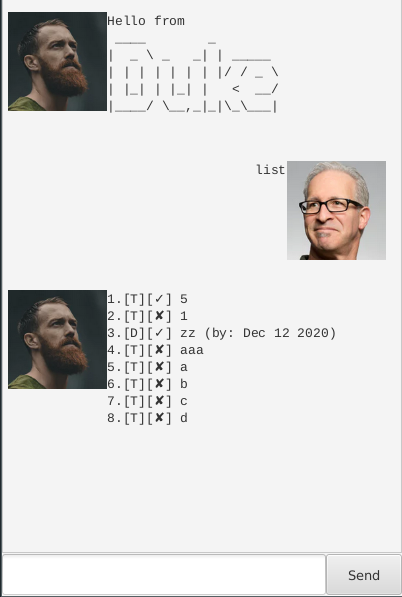 Hello from
 ____        _
|  _ \ _   _| | _____
| | | | | | | |/ / _ \
| |_| | |_| |   <  __/
|____/ \__,_|_|\_\___|
list
1.[T][✓] 5
2.[T][✘] 1
3.[D][✓] zz (by: Dec 12 2020)
4.[T][✘] aaa
5.[T][✘] a
6.[T][✘] b
7.[T][✘] c
8.[T][✘] d
Send